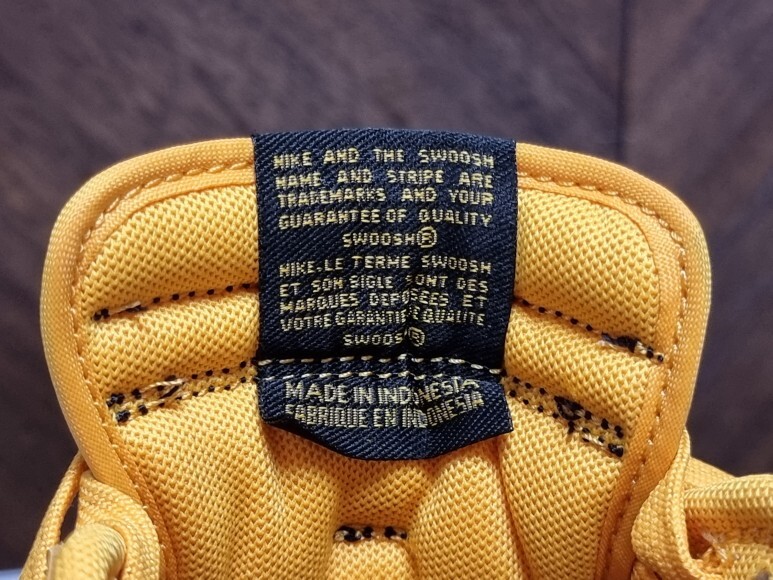 NIKE AND THE SWOOSH
NAME AND STRIPE ARE
TRADEMARKS AND YOUR
GUARANTEE OF QUALITY
SWOOSH®
NIKE, LE TERME SWOOSH
ET SON SIGLE SONT DES
MARQUES DEPOSEES ET
VOTRE GARANTIE QUALITE
SWOOSH®
MADE IN INDONESIA
FABRIQUE EN INDONESIA